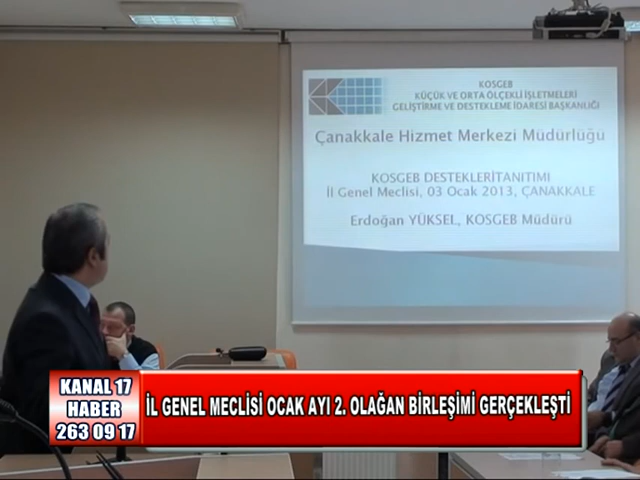 KOSGEB
KÜÇÜK VE ORTA ÖLÇEKLİ İŞLETMELERİ
GELİŞTİRME VE DESTEKLEME İDARESİ BAŞKANLIĞI
Çanakkale Hizmet Merkezi Müdürlüğü
KOSGEB DESTEKLERİTANITIMI
İl Genel Meclisi, 03 Ocak 2013, ÇANAKKALE
Erdoğan YÜKSEL, KOSGEB Müdürü
KANAL 17
HABER
263 09 17
İL GENEL MECLİSİ OCAK AYI 2. OLAĞAN BİRLEŞİMİ GERÇEKLEŞTİ